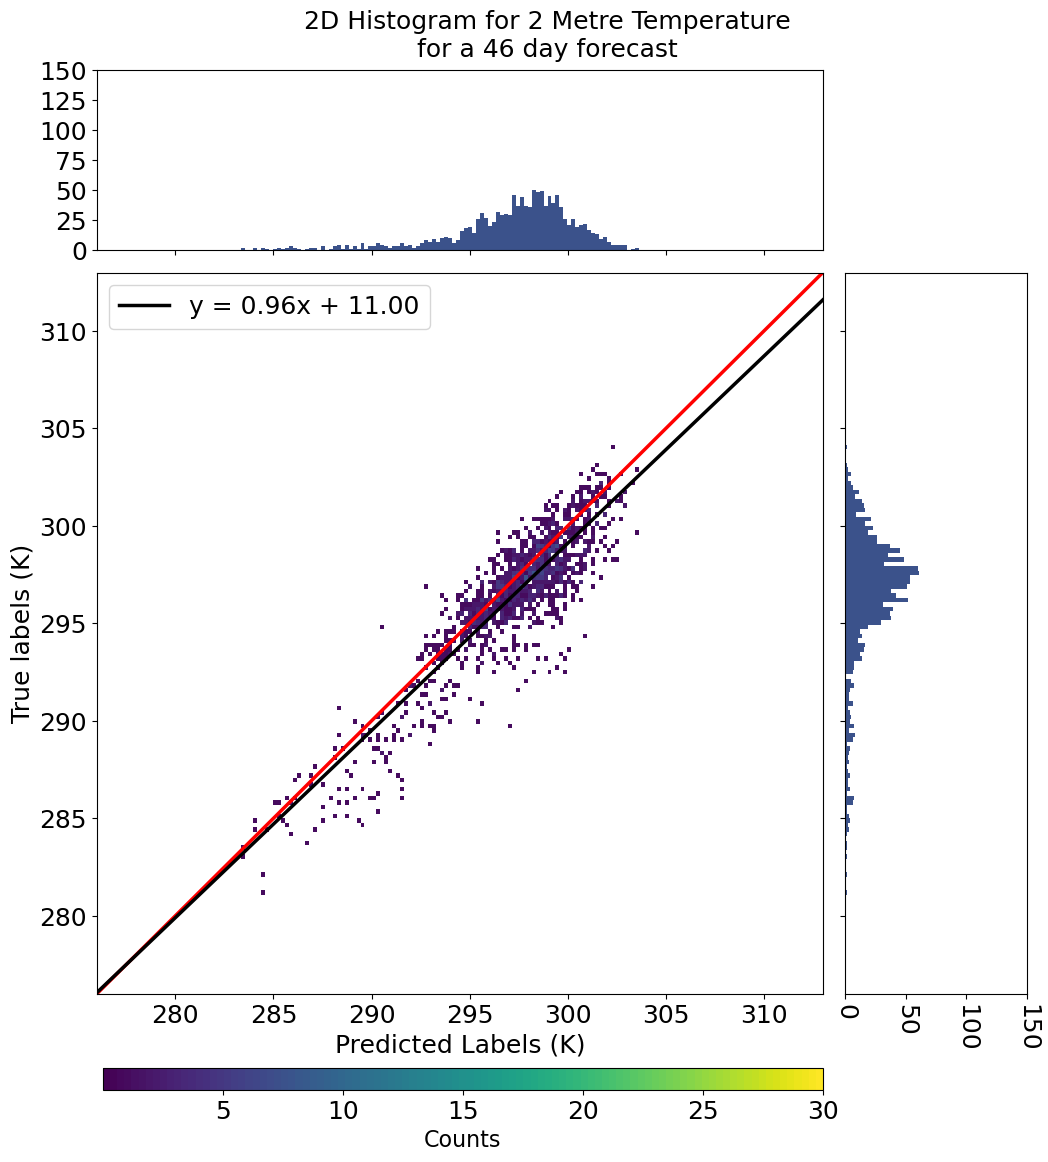 2D Histogram for 2 Metre Temperature
for a 46 day forecast
150
125
100
75
50
25
0
y = 0.96x + 11.00
310
305
300
295
290
285
280
True labels (K)
280 285 290 295 300 305 310
Predicted Labels (K)
0 50 100 150
5 10 15 20 25 30
Counts